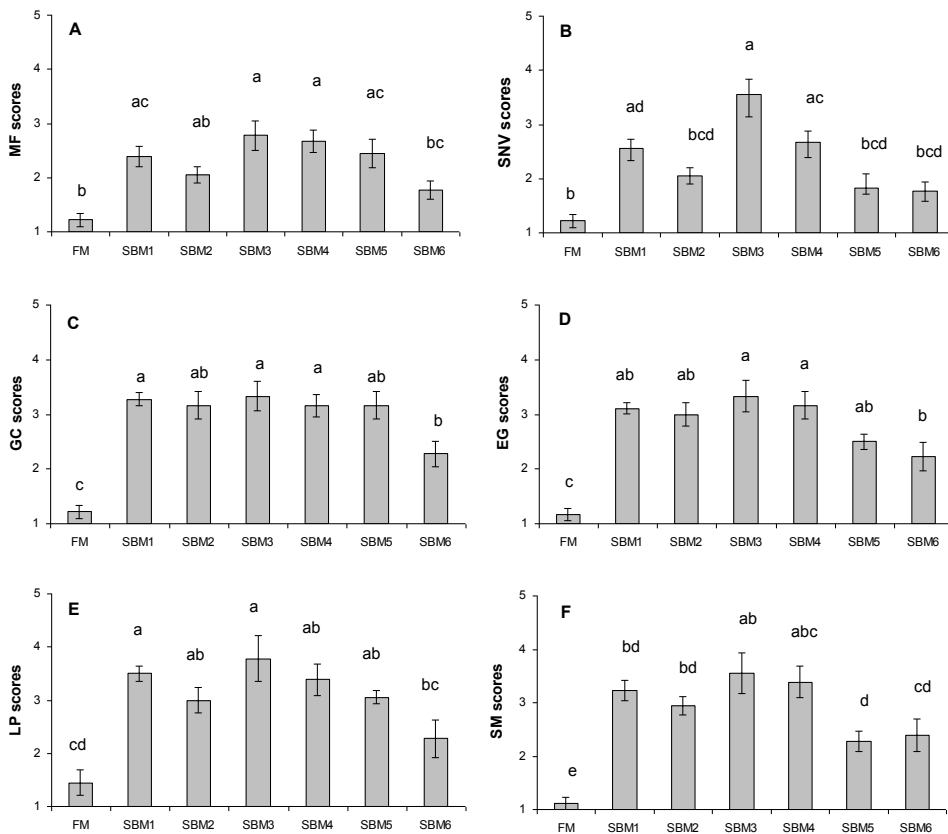 A
MF scores
5
4
3
2
1
b
ac
ab
a
a
ac
bc
FM SBM1 SBM2 SBM3 SBM4 SBM5 SBM6
B
SNV scores
5
4
3
2
1
b
ad
bcd
a
ac
bcd
bcd
FM SBM1 SBM2 SBM3 SBM4 SBM5 SBM6
C
GC scores
5
4
3
2
1
c
a
ab
a
a
ab
b
FM SBM1 SBM2 SBM3 SBM4 SBM5 SBM6
D
EG scores
5
4
3
2
1
c
ab
ab
a
a
ab
b
FM SBM1 SBM2 SBM3 SBM4 SBM5 SBM6
E
LP scores
5
4
3
2
1
cd
a
ab
a
ab
ab
bc
FM SBM1 SBM2 SBM3 SBM4 SBM5 SBM6
F
SM scores
5
4
3
2
1
e
bd
bd
ab
abc
d
cd
FM SBM1 SBM2 SBM3 SBM4 SBM5 SBM6